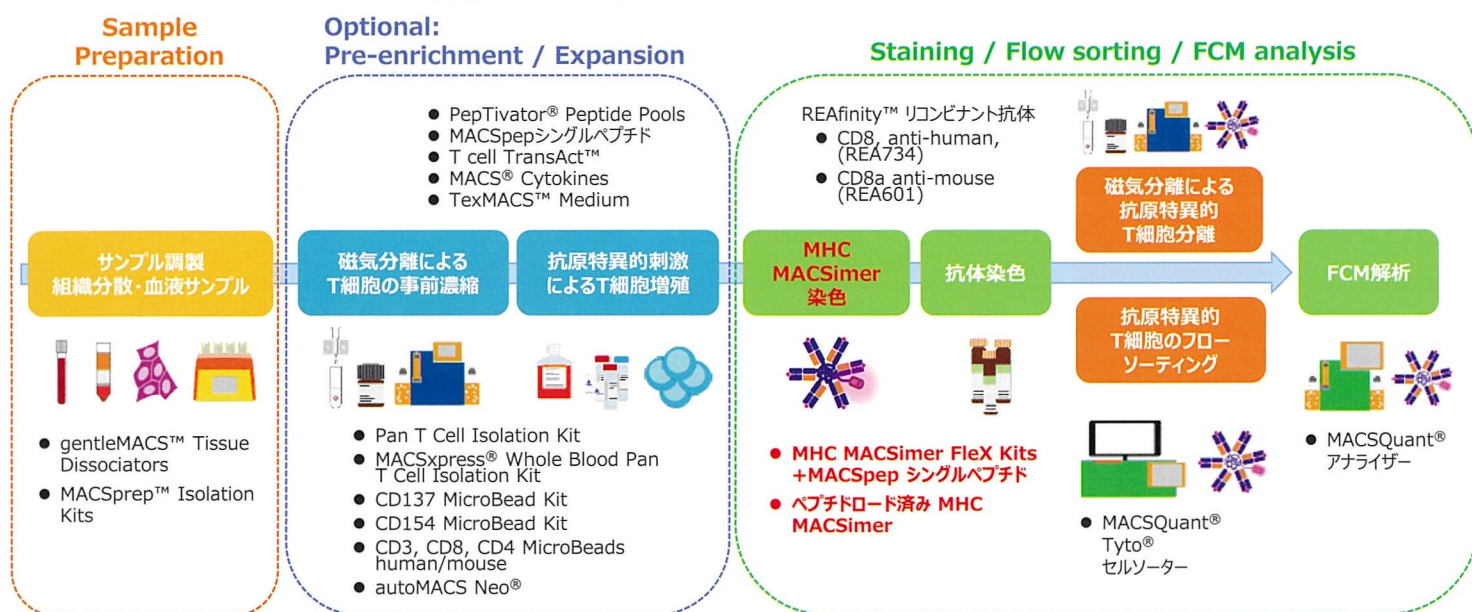 Sample
Preparation
Optional:
Pre-enrichment / Expansion
Staining / Flow sorting / FCM analysis
● PepTivator® Peptide Pools
● MACSpepシングルペプチド
● T cell TransAct™
● MACS® Cytokines
● TexMACS™ Medium
REAfinity™ リコンビナント抗体
● CD8, anti-human,
(REA734)
● CD8a anti-mouse
(REA601)
サンプル調製
組織分散・血液サンプル
磁気分離による
T細胞の事前濃縮
抗原特異的刺激
によるT細胞増殖
MHC
MACSimer
染色
抗体染色
磁気分離による
抗原特異的
T細胞分離
抗原特異的
T細胞のフロー
ソーティング
FCM解析
● gentleMACS™ Tissue
Dissociators
● MACSprep™ Isolation
Kits
● Pan T Cell Isolation Kit
● MACSxpress® Whole Blood Pan
T Cell Isolation Kit
● CD137 MicroBead Kit
● CD154 MicroBead Kit
● CD3, CD8, CD4 MicroBeads
human/mouse
● autoMACS Neo®
● MHC MACSimer FleX Kits
+MACSpep シングルペプチド
● ペプチドロード済み MHC
MACSimer
● MACSQuant®
Tyto®
セルソーター
● MACSQuant®
アナライザー